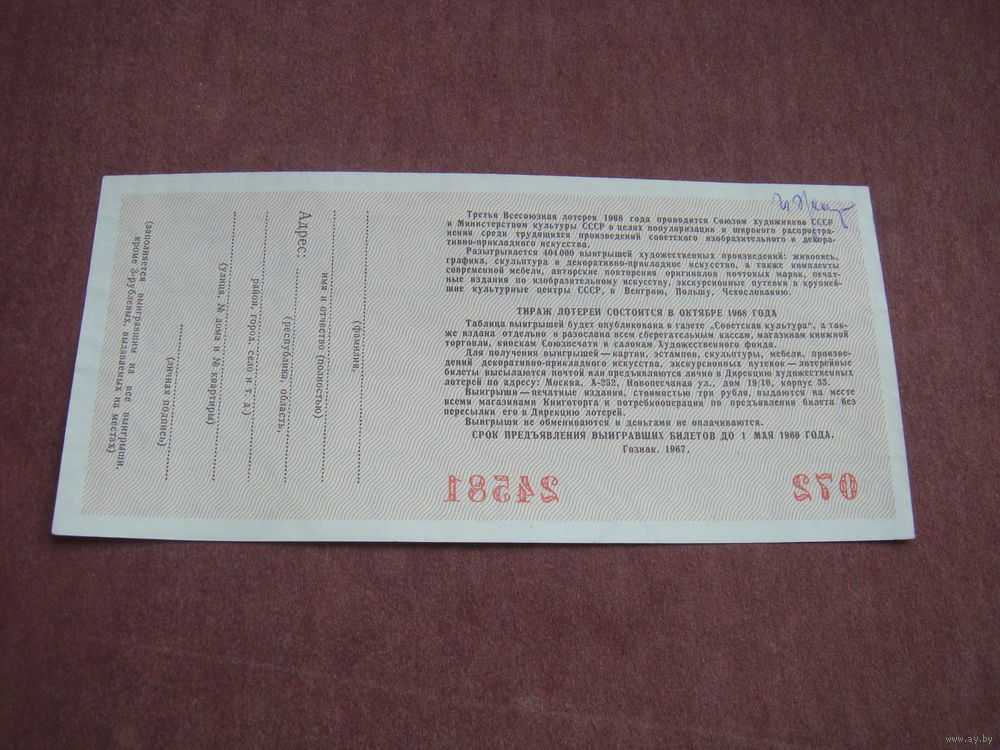 Третья Всесоюзная лотерея 1968 года проводится Союзом художников СССР
и Министерством культуры СССР в целях популяризации и широкого распростра-
нения среди трудящихся произведений советского изобразительного и декора-
тивно-прикладного искусства.
Разыгрывается 404 000 выигрышей художественных произведений: живопись,
графика, скульптура и декоративно-прикладное искусство, а также комплекты
современной мебели, авторские повторения оригиналов почтовых марок, печат-
ные издания по изобразительному искусству, экскурсионные путевки в крупней-
шие культурные центры СССР, в Венгрию, Польшу, Чехословакию.
ТИРАЖ ЛОТЕРЕИ СОСТОИТСЯ В ОКТЯБРЕ 1968 ГОДА
Таблица выигрышей будет опубликована в газете „Советская культура“, а так-
же издана отдельно и разослана всем сберегательным кассам, магазинам книжной
торговли, киоскам Союзпечати и салонам Художественного фонда.
Для получения выигрышей — картин, эстампов, скульптуры, мебели, произве-
дений декоративно-прикладного искусства, экскурсионных путевок — лотерейные
билеты высылаются почтой или предъявляются лично в Дирекцию художественных
лотерей по адресу: Москва, А-252, Новопесчаная ул., дом 19/10, корпус 33.
Выигрыши — печатные издания, стоимостью три рубля, выдаются на месте
всеми магазинами Книготорга и потребкооперации по предъявлении билета без
пересылки его в Дирекцию лотерей.
Выигрыши не обмениваются и деньгами не оплачиваются.
СРОК ПРЕДЪЯВЛЕНИЯ ВЫИГРАВШИХ БИЛЕТОВ ДО 1 МАЯ 1969 ГОДА.
Гознак. 1967.
072 24581
(фамилия,
имя и отчество (полностью)
Адрес:
(республика, область,
район, город, село и т. д.)
(улица, № дома и № квартиры)
(личная подпись)
(заполняется выигравшим на все выигрыши,
кроме 3-рублевых, выдаваемых на местах)
www.ay.by